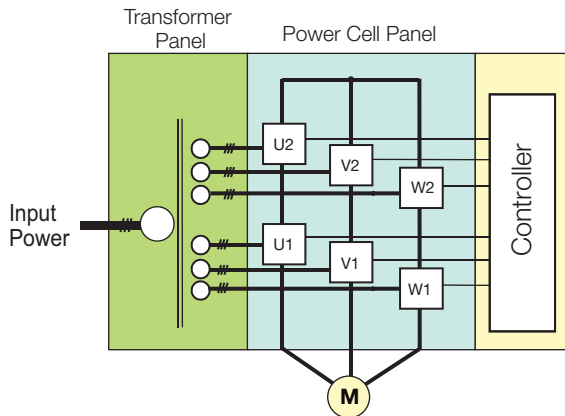 Transformer
Panel
Power Cell Panel
U2
V2
W2
Input
Power
U1
V1
W1
Controller
M